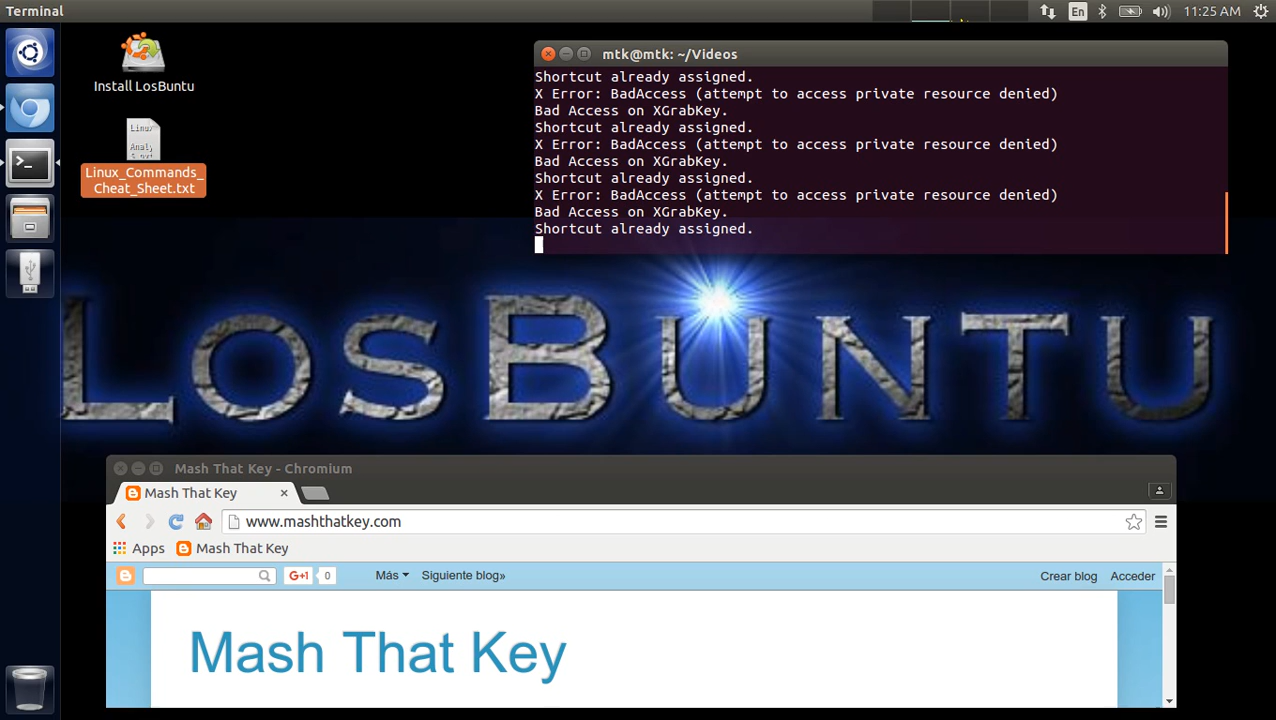 Terminal
En
11:25 AM
Install LosBuntu
Linux_Commands_
Cheat_Sheet.txt
mtk@mtk: ~/Videos
Shortcut already assigned.
X Error: BadAccess (attempt to access private resource denied)
Bad Access on XGrabKey.
Shortcut already assigned.
X Error: BadAccess (attempt to access private resource denied)
Bad Access on XGrabKey.
Shortcut already assigned.
X Error: BadAccess (attempt to access private resource denied)
Bad Access on XGrabKey.
Shortcut already assigned.
LosBuntu
Mash That Key - Chromium
Mash That Key
www.mashthatkey.com
Apps
Mash That Key
G+1 0
Más
Siguiente blog»
Crear blog
Acceder
Mash That Key